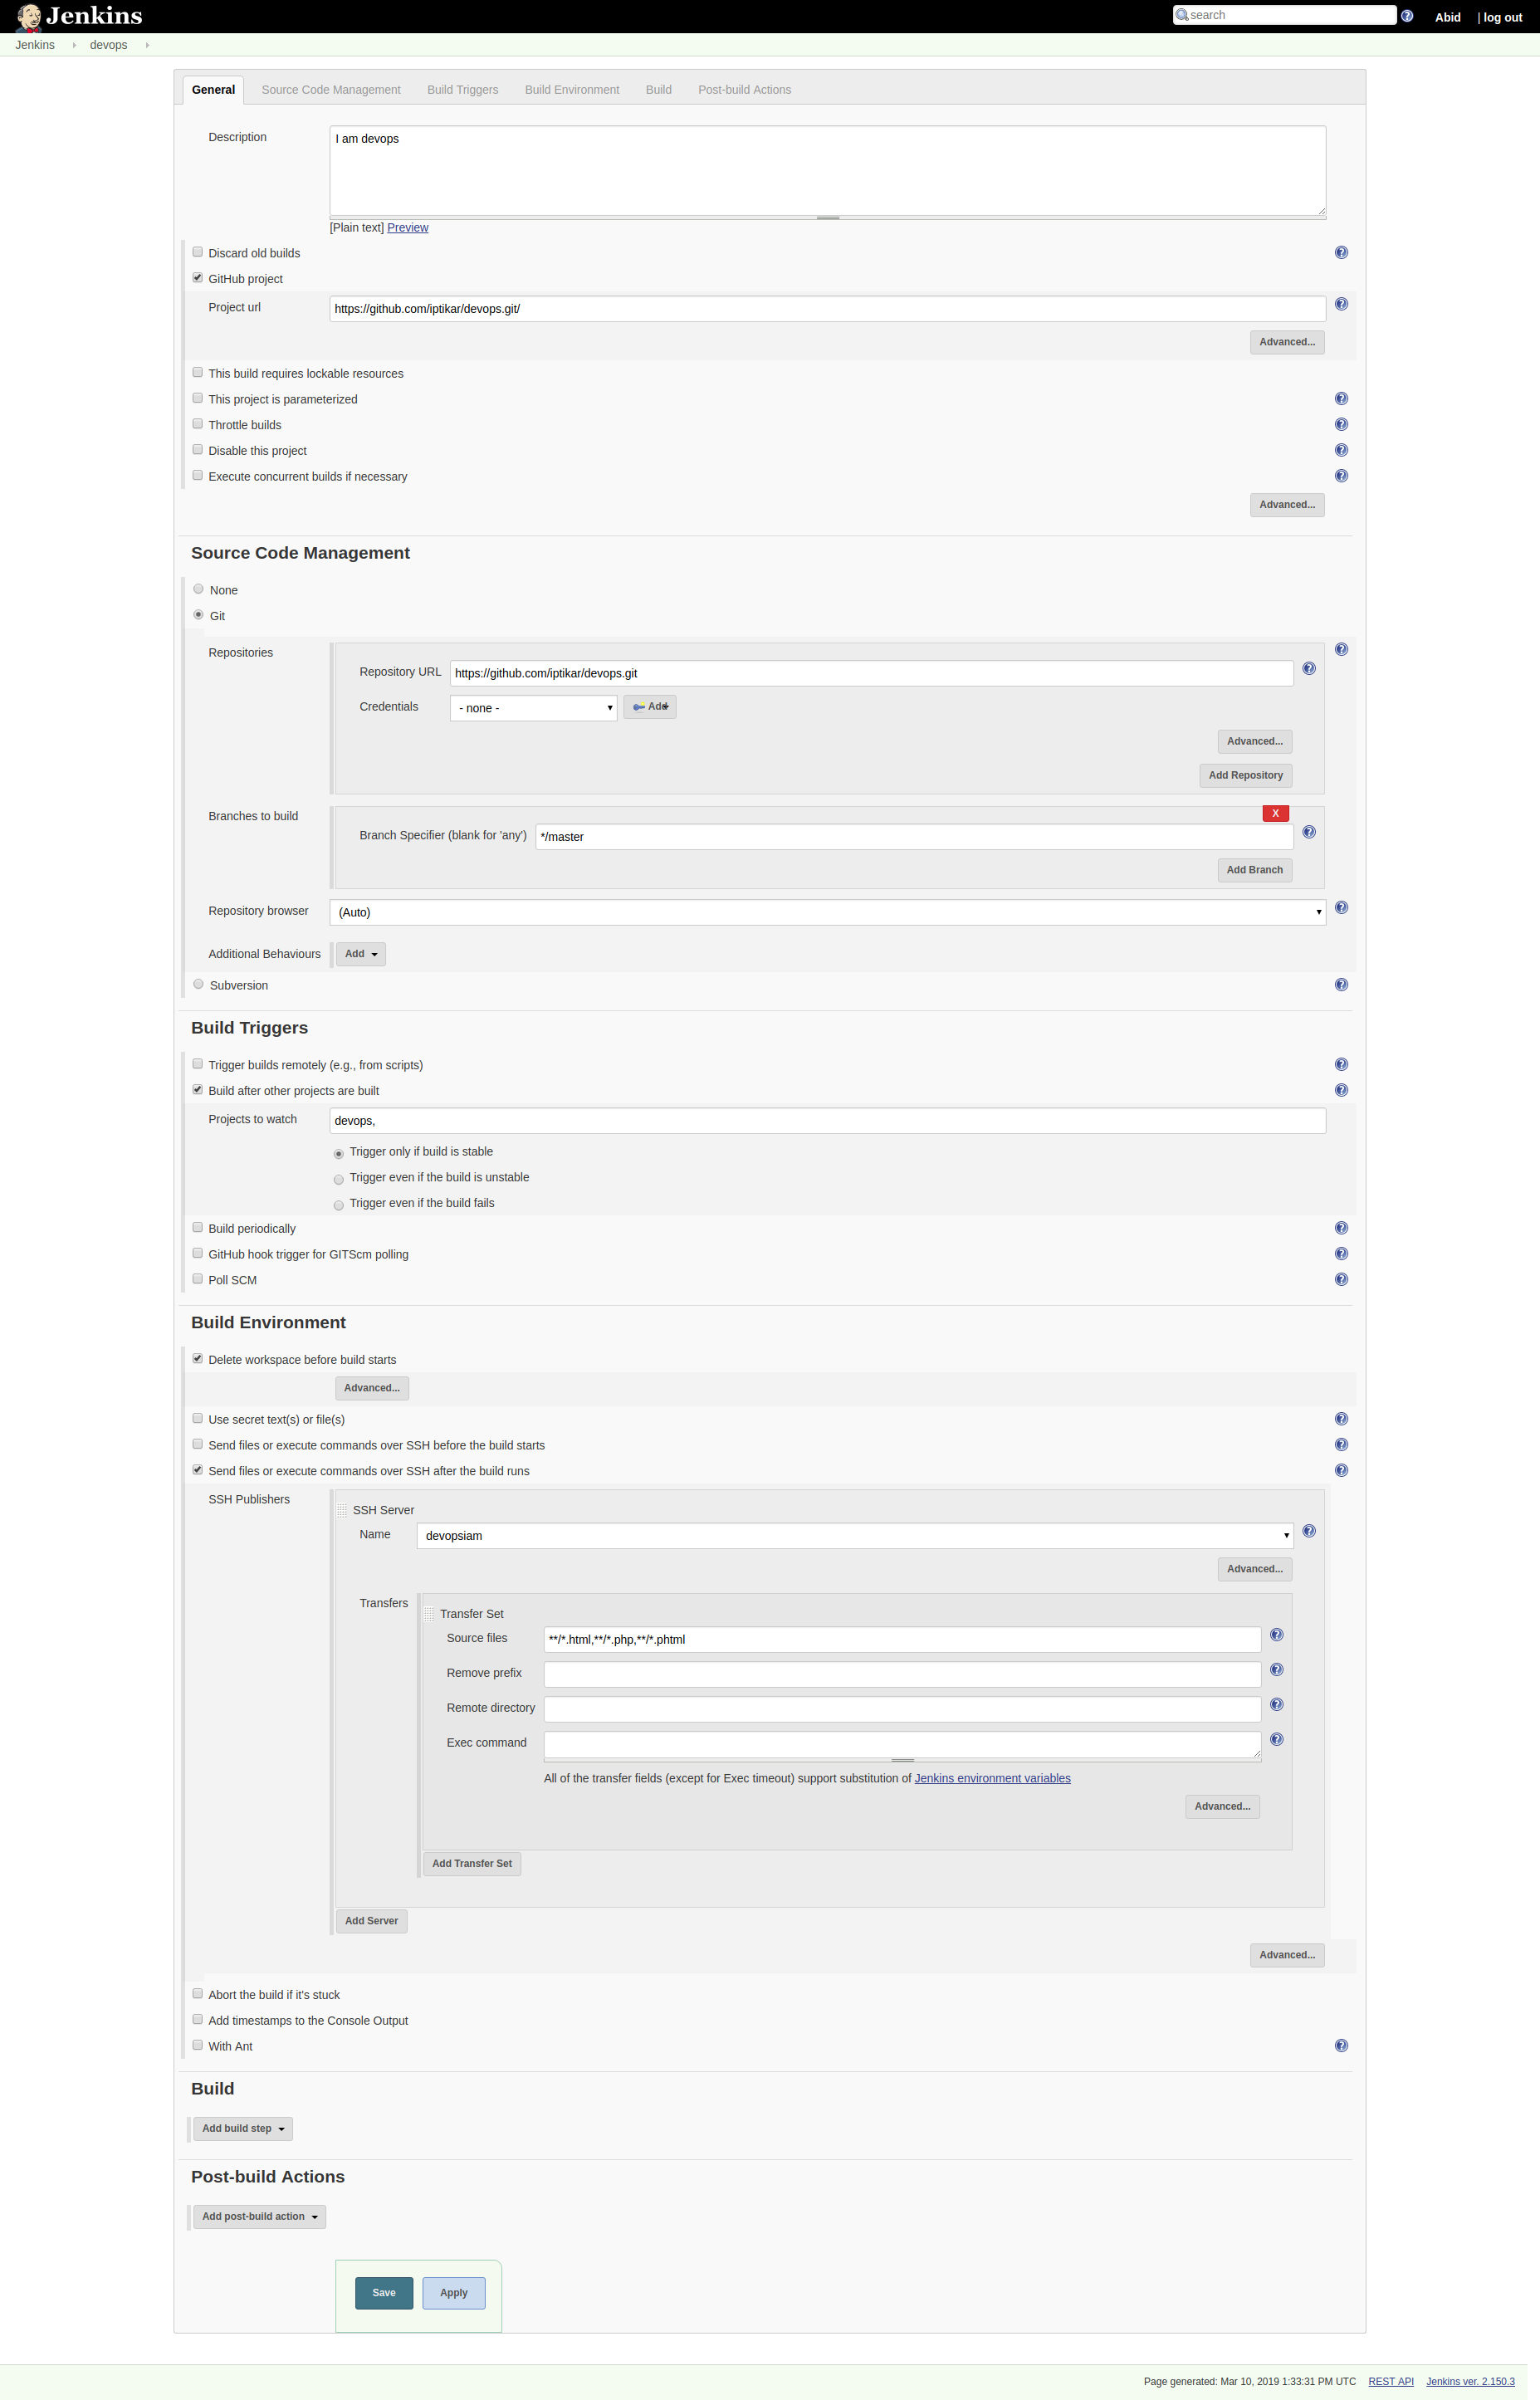 Jenkins
search
Abid | log out
Jenkins devops
General Source Code Management Build Triggers Build Environment Build Post-build Actions
Description
I am devops
[Plain text] Preview
Discard old builds
GitHub project
Project url https://github.com/iptikar/devops.git/
Advanced...
This build requires lockable resources
This project is parameterized
Throttle builds
Disable this project
Execute concurrent builds if necessary
Advanced...
Source Code Management
None
Git
Repositories
Repository URL https://github.com/iptikar/devops.git
Credentials - none - Add
Advanced...
Add Repository
Branches to build
X
Branch Specifier (blank for 'any') */master
Add Branch
Repository browser (Auto)
Additional Behaviours Add
Subversion
Build Triggers
Trigger builds remotely (e.g., from scripts)
Build after other projects are built
Projects to watch devops,
Trigger only if build is stable
Trigger even if the build is unstable
Trigger even if the build fails
Build periodically
GitHub hook trigger for GITScm polling
Poll SCM
Build Environment
Delete workspace before build starts
Advanced...
Use secret text(s) or file(s)
Send files or execute commands over SSH before the build starts
Send files or execute commands over SSH after the build runs
SSH Publishers
SSH Server
Name devopsiam
Advanced...
Transfers
Transfer Set
Source files **/*.html,**/*.php,**/*.phtml
Remove prefix
Remote directory
Exec command
All of the transfer fields (except for Exec timeout) support substitution of Jenkins environment variables
Advanced...
Add Transfer Set
Add Server
Advanced...
Abort the build if it's stuck
Add timestamps to the Console Output
With Ant
Build
Add build step
Post-build Actions
Add post-build action
Save Apply
Page generated: Mar 10, 2019 1:33:31 PM UTC REST API Jenkins ver. 2.150.3